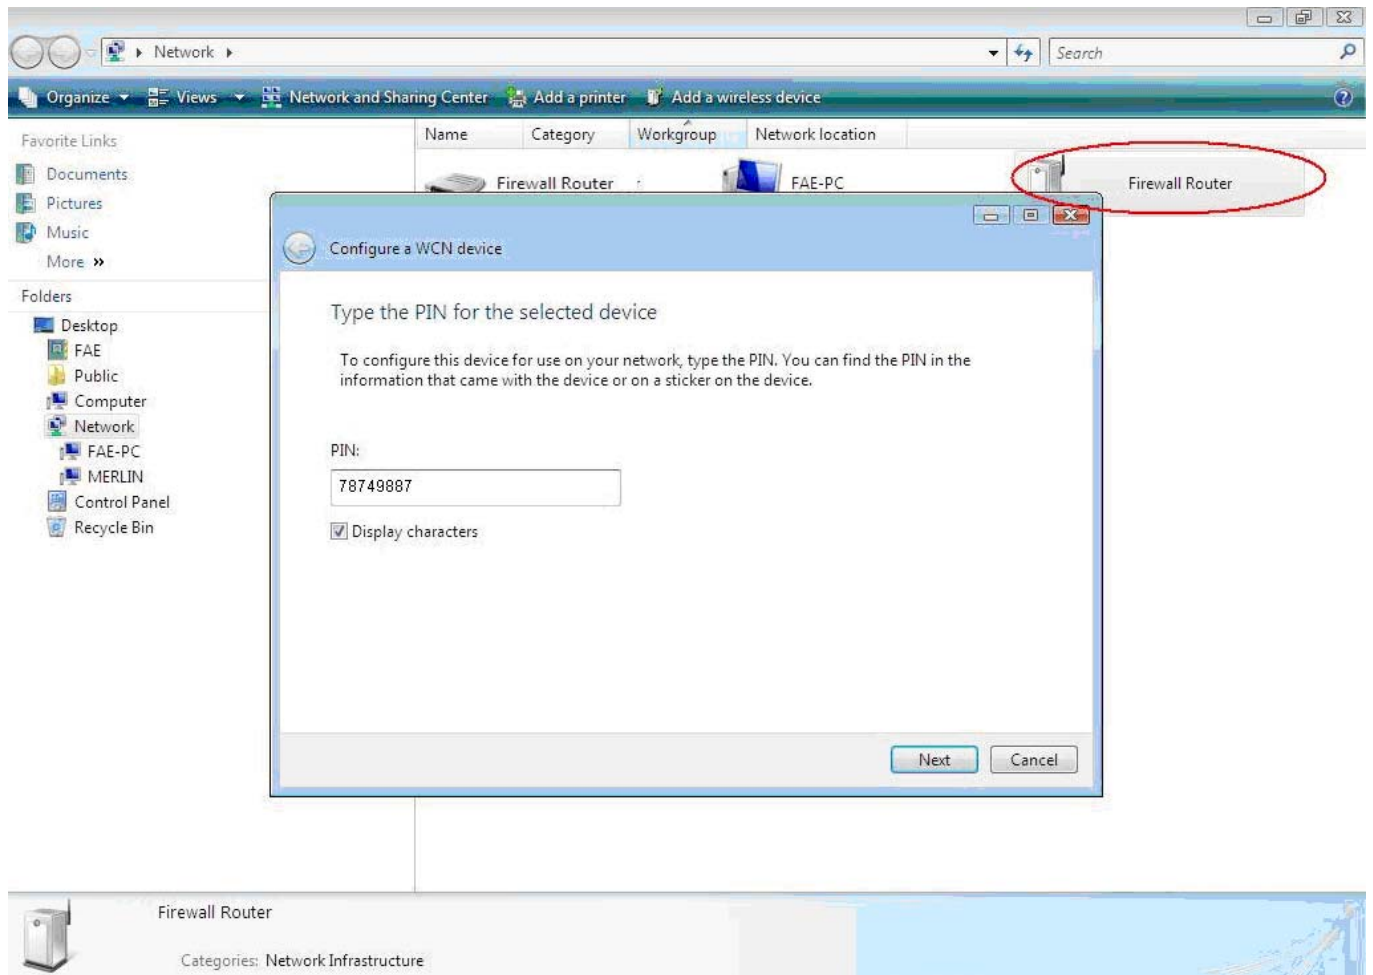 Network
Search
Organize Views Network and Sharing Center Add a printer Add a wireless device
Favorite Links
Documents
Pictures
Music
More »
Folders
Desktop
FAE
Public
Computer
Network
FAE-PC
MERLIN
Control Panel
Recycle Bin
Name Category Workgroup Network location
Firewall Router FAE-PC Firewall Router
Configure a WCN device
Type the PIN for the selected device
To configure this device for use on your network, type the PIN. You can find the PIN in the
information that came with the device or on a sticker on the device.
PIN:
78749887
Display characters
Next Cancel
Firewall Router
Categories: Network Infrastructure